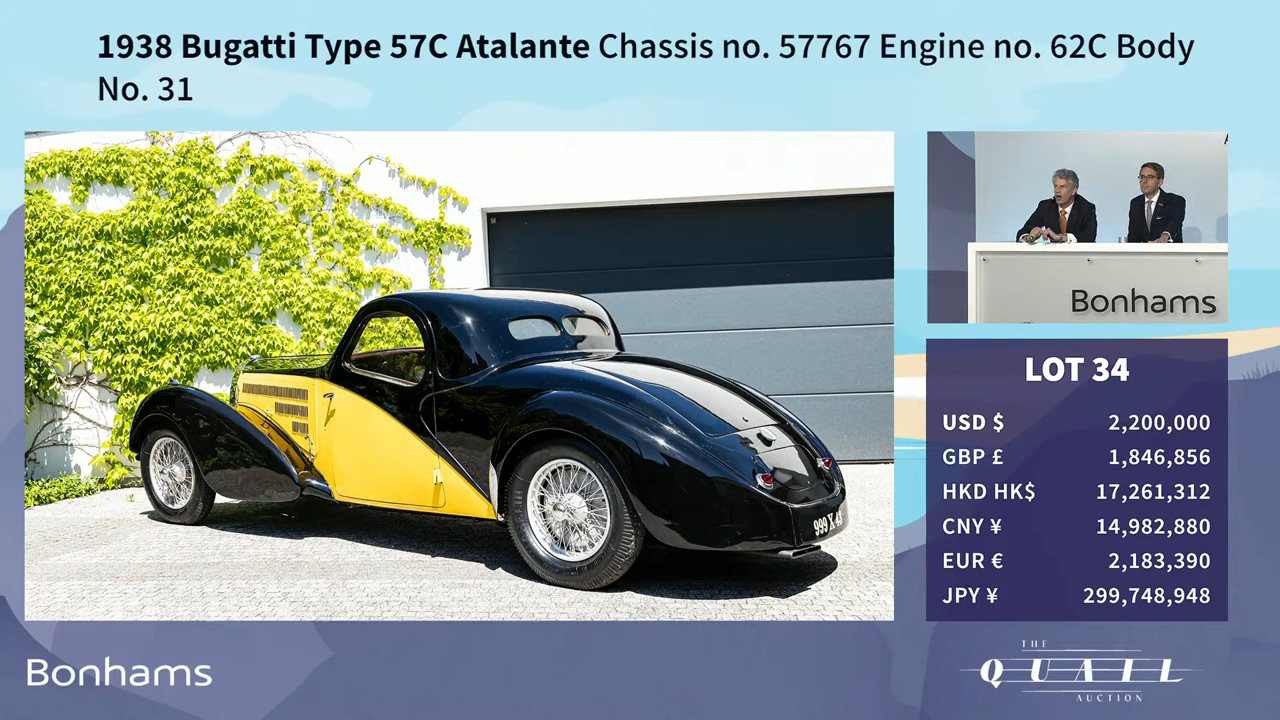 1938 Bugatti Type 57C Atalante Chassis no. 57767 Engine no. 62C Body
No. 31
Bonhams
LOT 34
USD $ 2,200,000
GBP £ 1,846,856
HKD HK$ 17,261,312
CNY ¥ 14,982,880
EUR € 2,183,390
JPY ¥ 299,748,948
Bonhams
THE
QUAIL
AUCTION